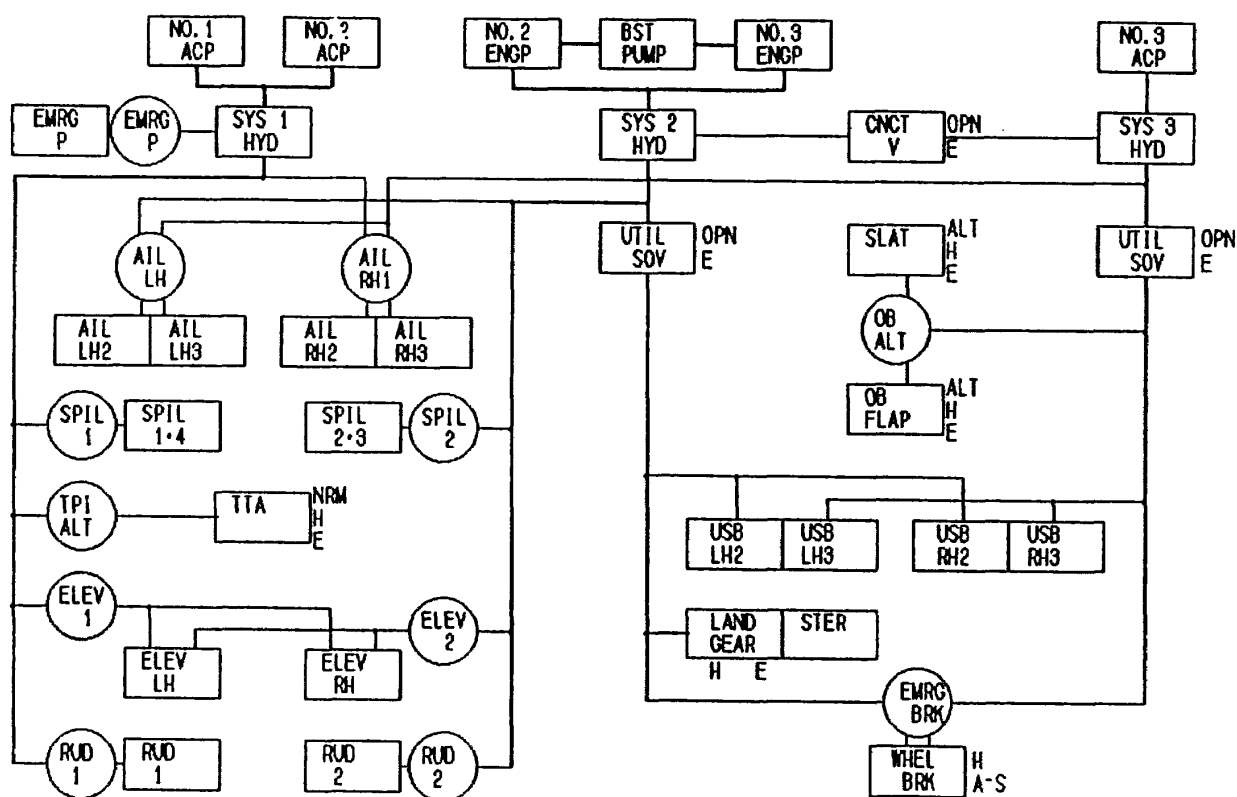 NO. 1
ACP
NO. ?
ACP
NO. 2
ENGP
BST
PUMP
NO. 3
ENGP
NO. 3
ACP
EMRG
P
EMRG
P
SYS 1
HYD
SYS 2
HYD
CNCT
V
OPN
E
SYS 3
HYD
AIL
LH
AIL
RH1
UTIL
SOV
OPN
E
SLAT
ALT
H
E
UTIL
SOV
OPN
E
AIL
LH2
AIL
LH3
AIL
RH2
AIL
RH3
OB
ALT
OB
FLAP
ALT
H
E
SPIL
1
SPIL
1·4
SPIL
2·3
SPIL
2
TPI
ALT
TTA
NRM
H
E
USB
LH2
USB
LH3
USB
RH2
USB
RH3
ELEV
1
ELEV
2
ELEV
LH
ELEV
RH
LAND
GEAR
STER
H E
EMRG
BRK
RUD
1
RUD
1
RUD
2
RUD
2
WHEL
BRK
H
A-S